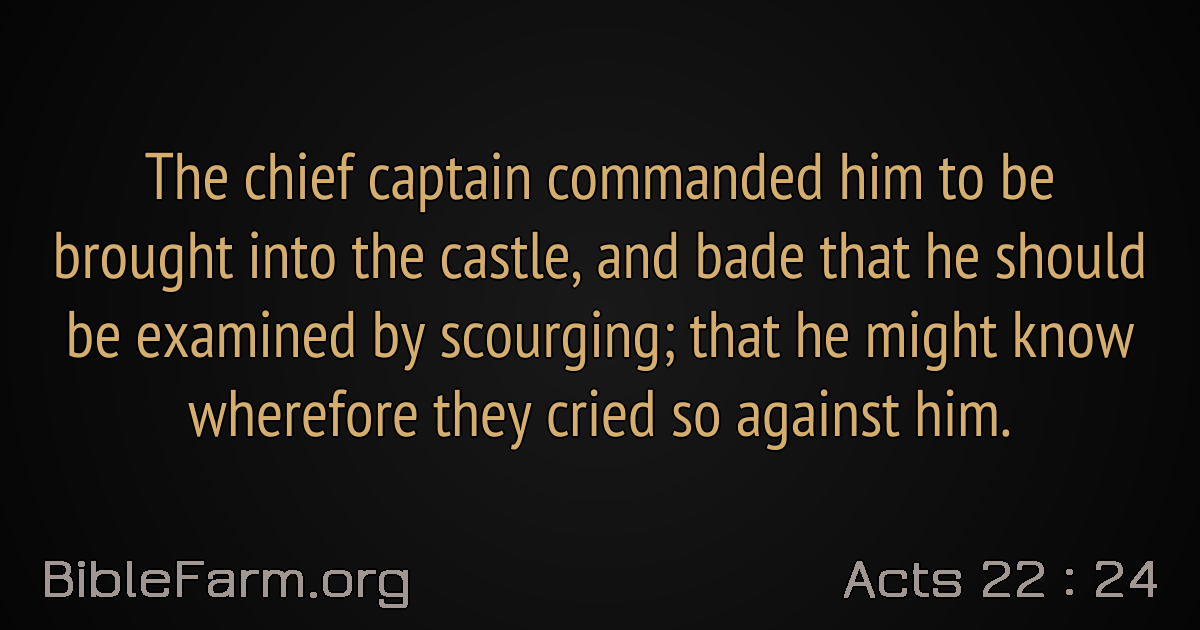 The chief captain commanded him to be
brought into the castle, and bade that he should
be examined by scourging; that he might know
wherefore they cried so against him.
BibleFarm.org
Acts 22 : 24